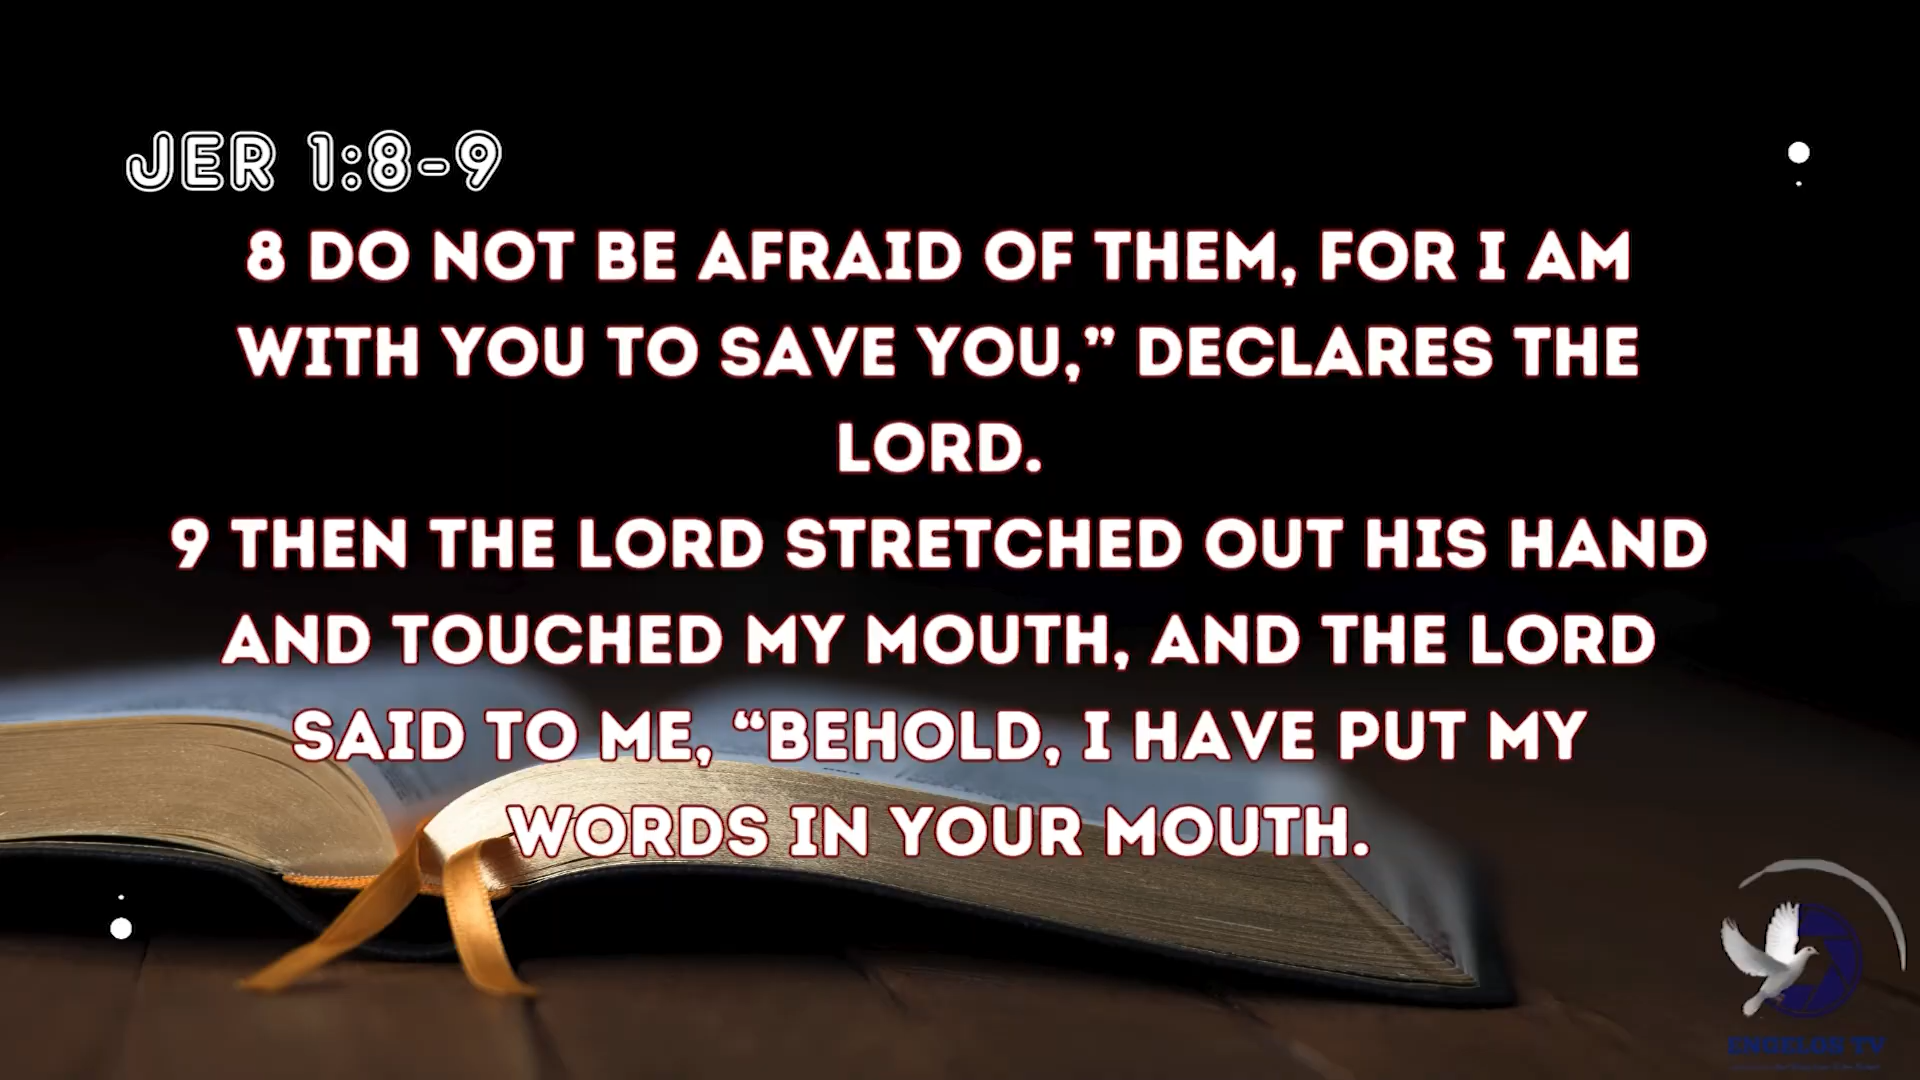 JER 1:8-9
8 DO NOT BE AFRAID OF THEM, FOR I AM
WITH YOU TO SAVE YOU,” DECLARES THE
LORD.
9 THEN THE LORD STRETCHED OUT HIS HAND
AND TOUCHED MY MOUTH, AND THE LORD
SAID TO ME, “BEHOLD, I HAVE PUT MY
WORDS IN YOUR MOUTH.
ENGELOS TV